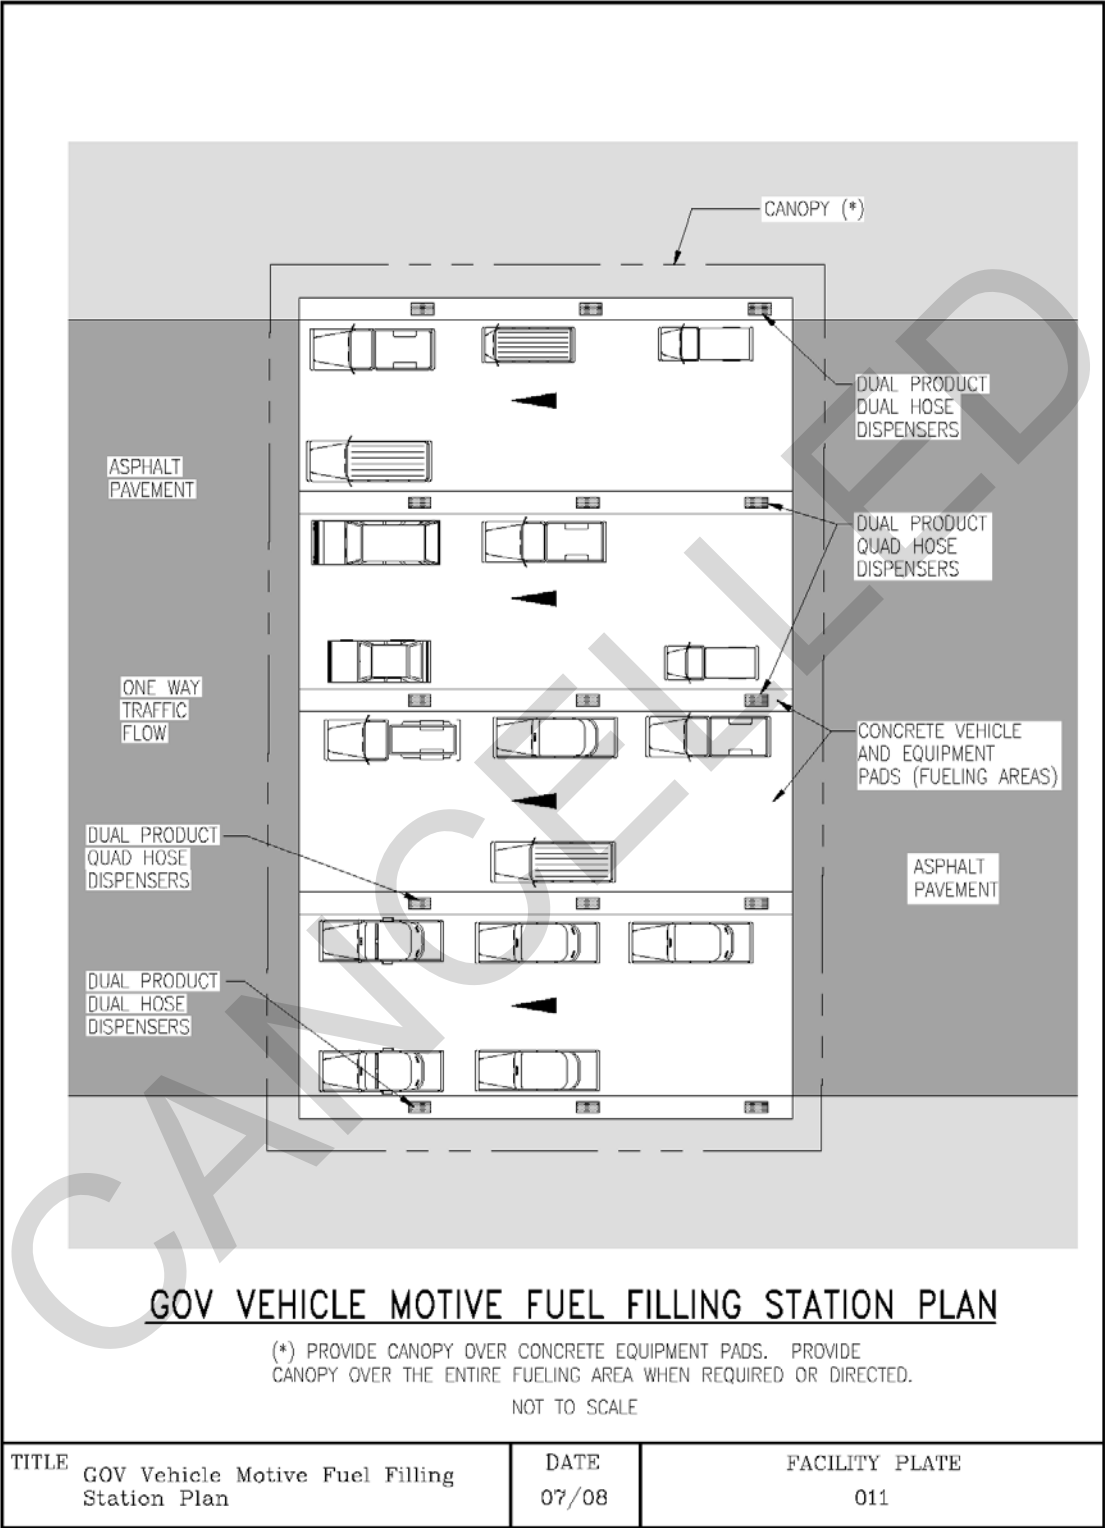 CANOPY (*)
DUAL PRODUCT
DUAL HOSE
DISPENSERS
ASPHALT
PAVEMENT
DUAL PRODUCT
QUAD HOSE
DISPENSERS
ONE WAY
TRAFFIC
FLOW
CONCRETE VEHICLE
AND EQUIPMENT
PADS (FUELING AREAS)
DUAL PRODUCT
QUAD HOSE
DISPENSERS
ASPHALT
PAVEMENT
DUAL PRODUCT
DUAL HOSE
DISPENSERS
CANCELLED
GOV VEHICLE MOTIVE FUEL FILLING STATION PLAN
(*) PROVIDE CANOPY OVER CONCRETE EQUIPMENT PADS. PROVIDE
CANOPY OVER THE ENTIRE FUELING AREA WHEN REQUIRED OR DIRECTED.
NOT TO SCALE
TITLE GOV Vehicle Motive Fuel Filling
Station Plan
DATE
07/08
FACILITY PLATE
011